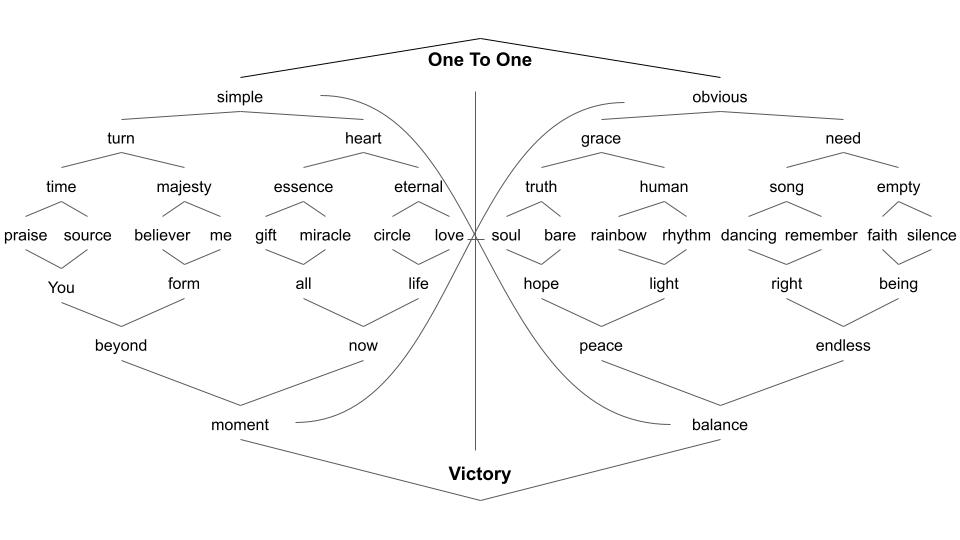 One To One
simple obvious
turn heart grace need
time majesty essence eternal truth human song empty
praise source believer me gift miracle circle love soul bare rainbow rhythm dancing remember faith silence
You form all life hope light right being
beyond now peace endless
moment balance
Victory